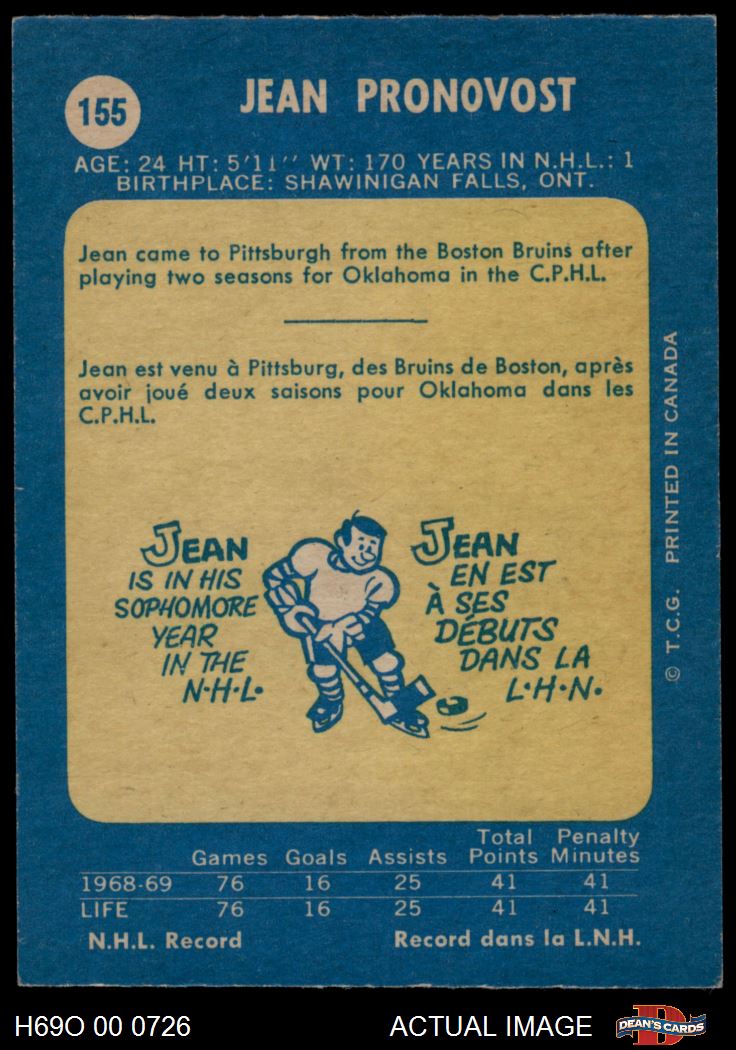 155
JEAN PRONOVOST
AGE: 24 HT: 5'11'' WT: 170 YEARS IN N.H.L.: 1
BIRTHPLACE: SHAWINIGAN FALLS, ONT.
Jean came to Pittsburgh from the Boston Bruins after
playing two seasons for Oklahoma in the C.P.H.L.
Jean est venu à Pittsburg, des Bruins de Boston, après
avoir joué deux saisons pour Oklahoma dans les
C.P.H.L.
JEAN
IS IN HIS
SOPHOMORE
YEAR
IN THE
N·H·L·
JEAN
EN EST
À SES
DÉBUTS
DANS LA
L·H·N·
© T.C.G. PRINTED IN CANADA
Total Penalty
Games Goals Assists Points Minutes
1968-69 76 16 25 41 41
LIFE 76 16 25 41 41
N.H.L. Record Record dans la L.N.H.
H69O 00 0726 ACTUAL IMAGE
D
DEAN'S CARDS